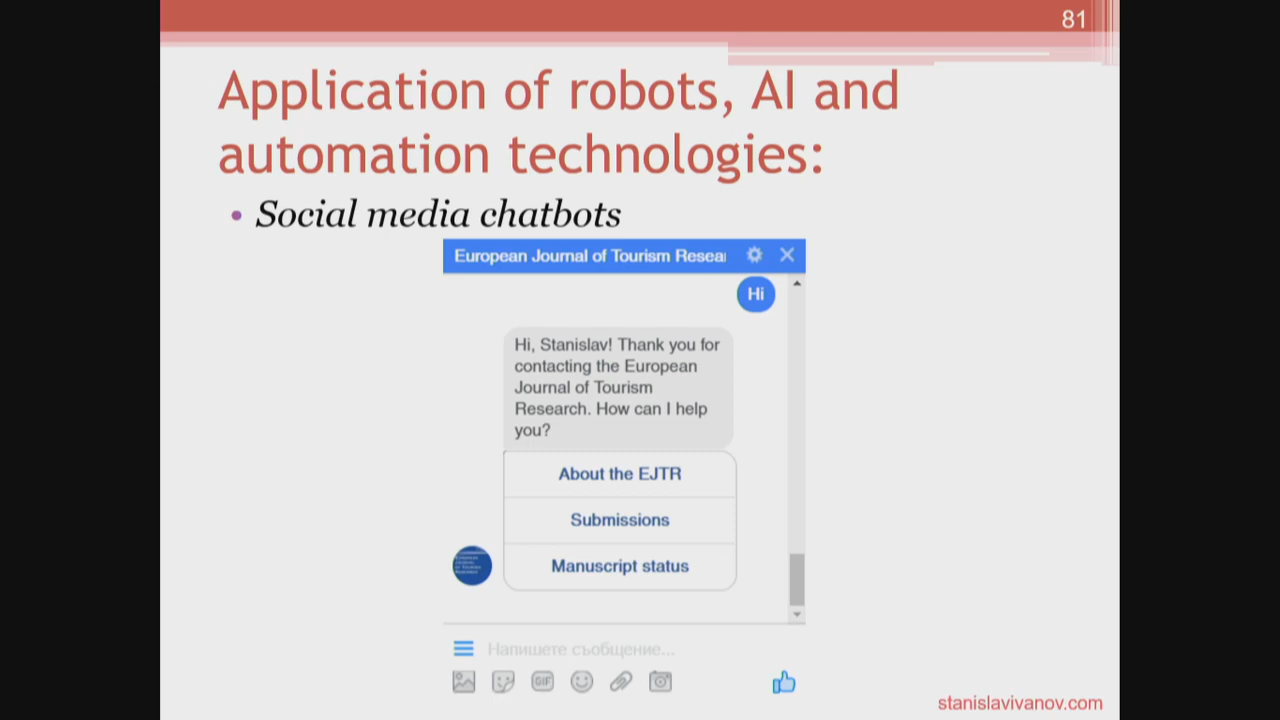 81
Application of robots, AI and
automation technologies:
• Social media chatbots
European Journal of Tourism Resear
Hi
Hi, Stanislav! Thank you for
contacting the European
Journal of Tourism
Research. How can I help
you?
About the EJTR
Submissions
Manuscript status
Напишете съобщение...
GIF
stanislavivanov.com